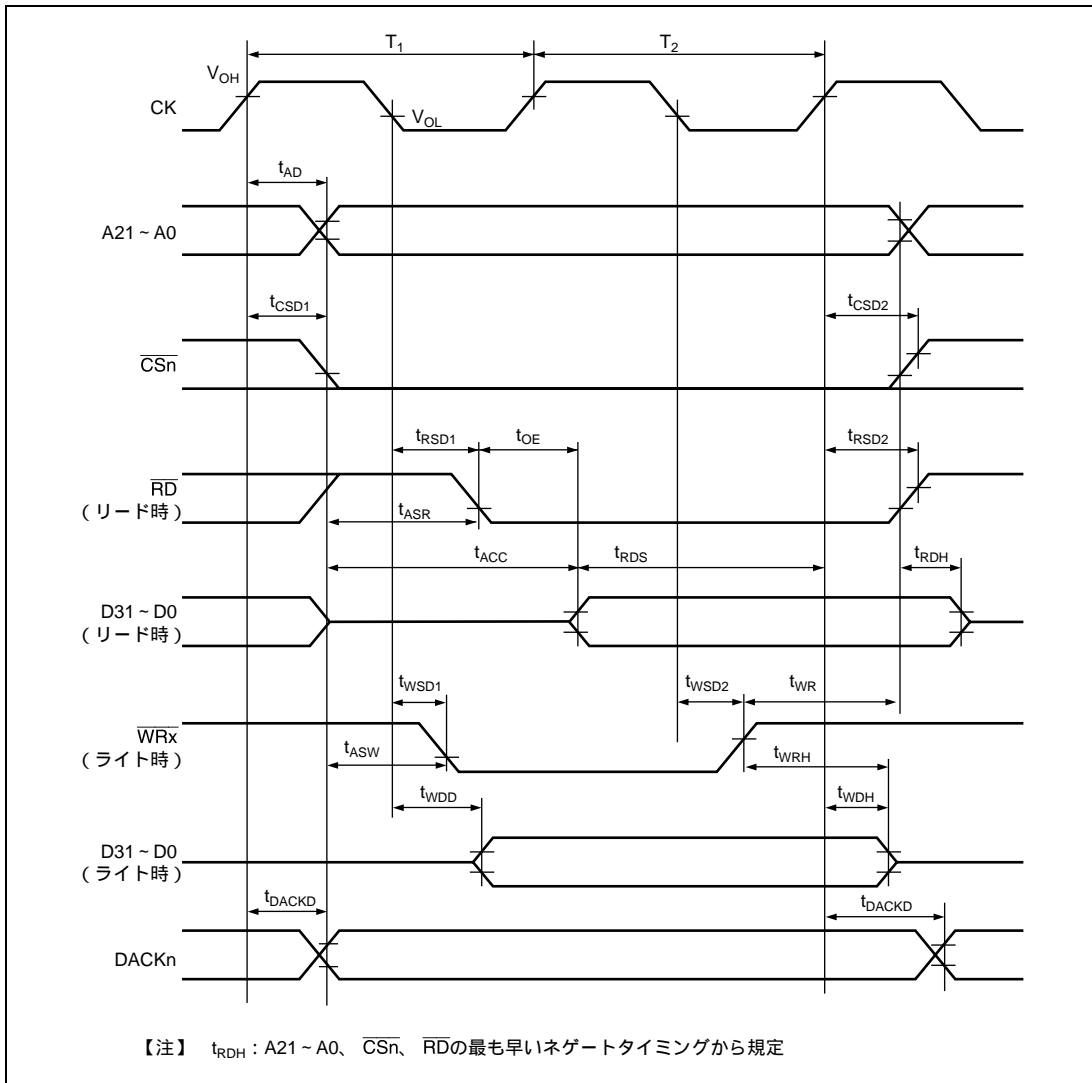 T1 T2
VOH
CK
VOL
tAD
A21 ~ A0
tCSD1 tCSD2
CSn
tRSD1 tOE tRSD2
RD
(リード時)
tASR
tACC tRDS tRDH
D31 ~ D0
(リード時)
tWSD1 tWSD2 tWR
WRx
(ライト時)
tASW tWRH
tWDD tWDH
D31 ~ D0
(ライト時)
tDACKD tDACKD
DACKn
【注】 tRDH : A21 ~ A0、 CSn、 RDの最も早いネゲートタイミングから規定